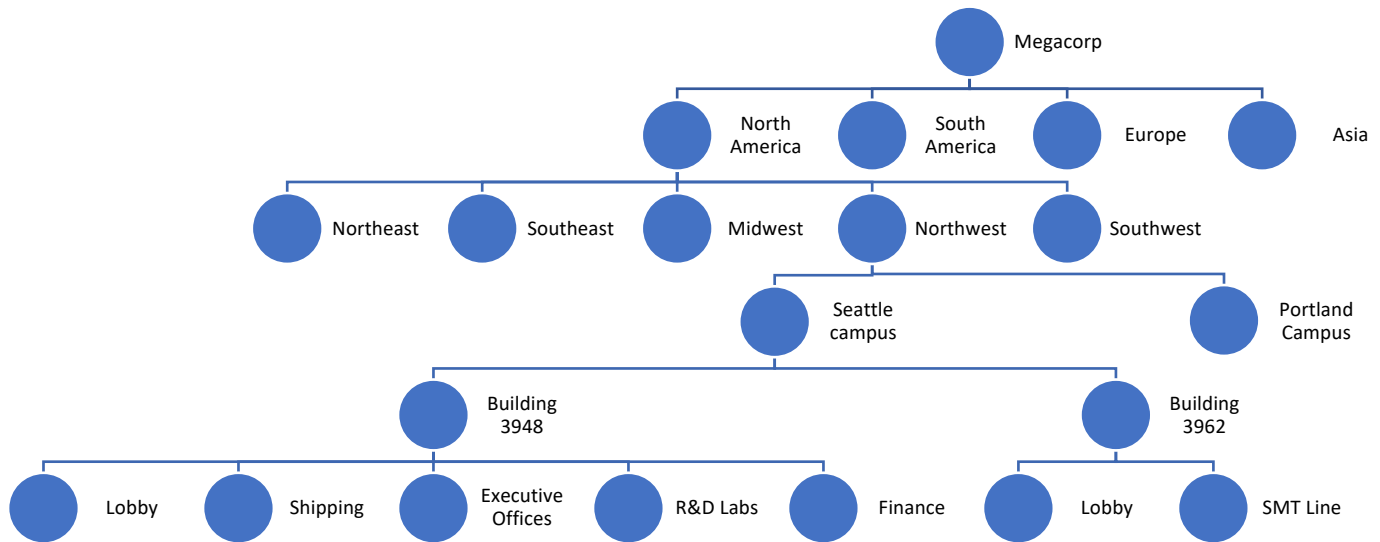 Megacorp
North
America
South
America
Europe
Asia
Northeast
Southeast
Midwest
Northwest
Southwest
Seattle
campus
Portland
Campus
Building
3948
Building
3962
Lobby
Shipping
Executive
Offices
R&D Labs
Finance
Lobby
SMT Line